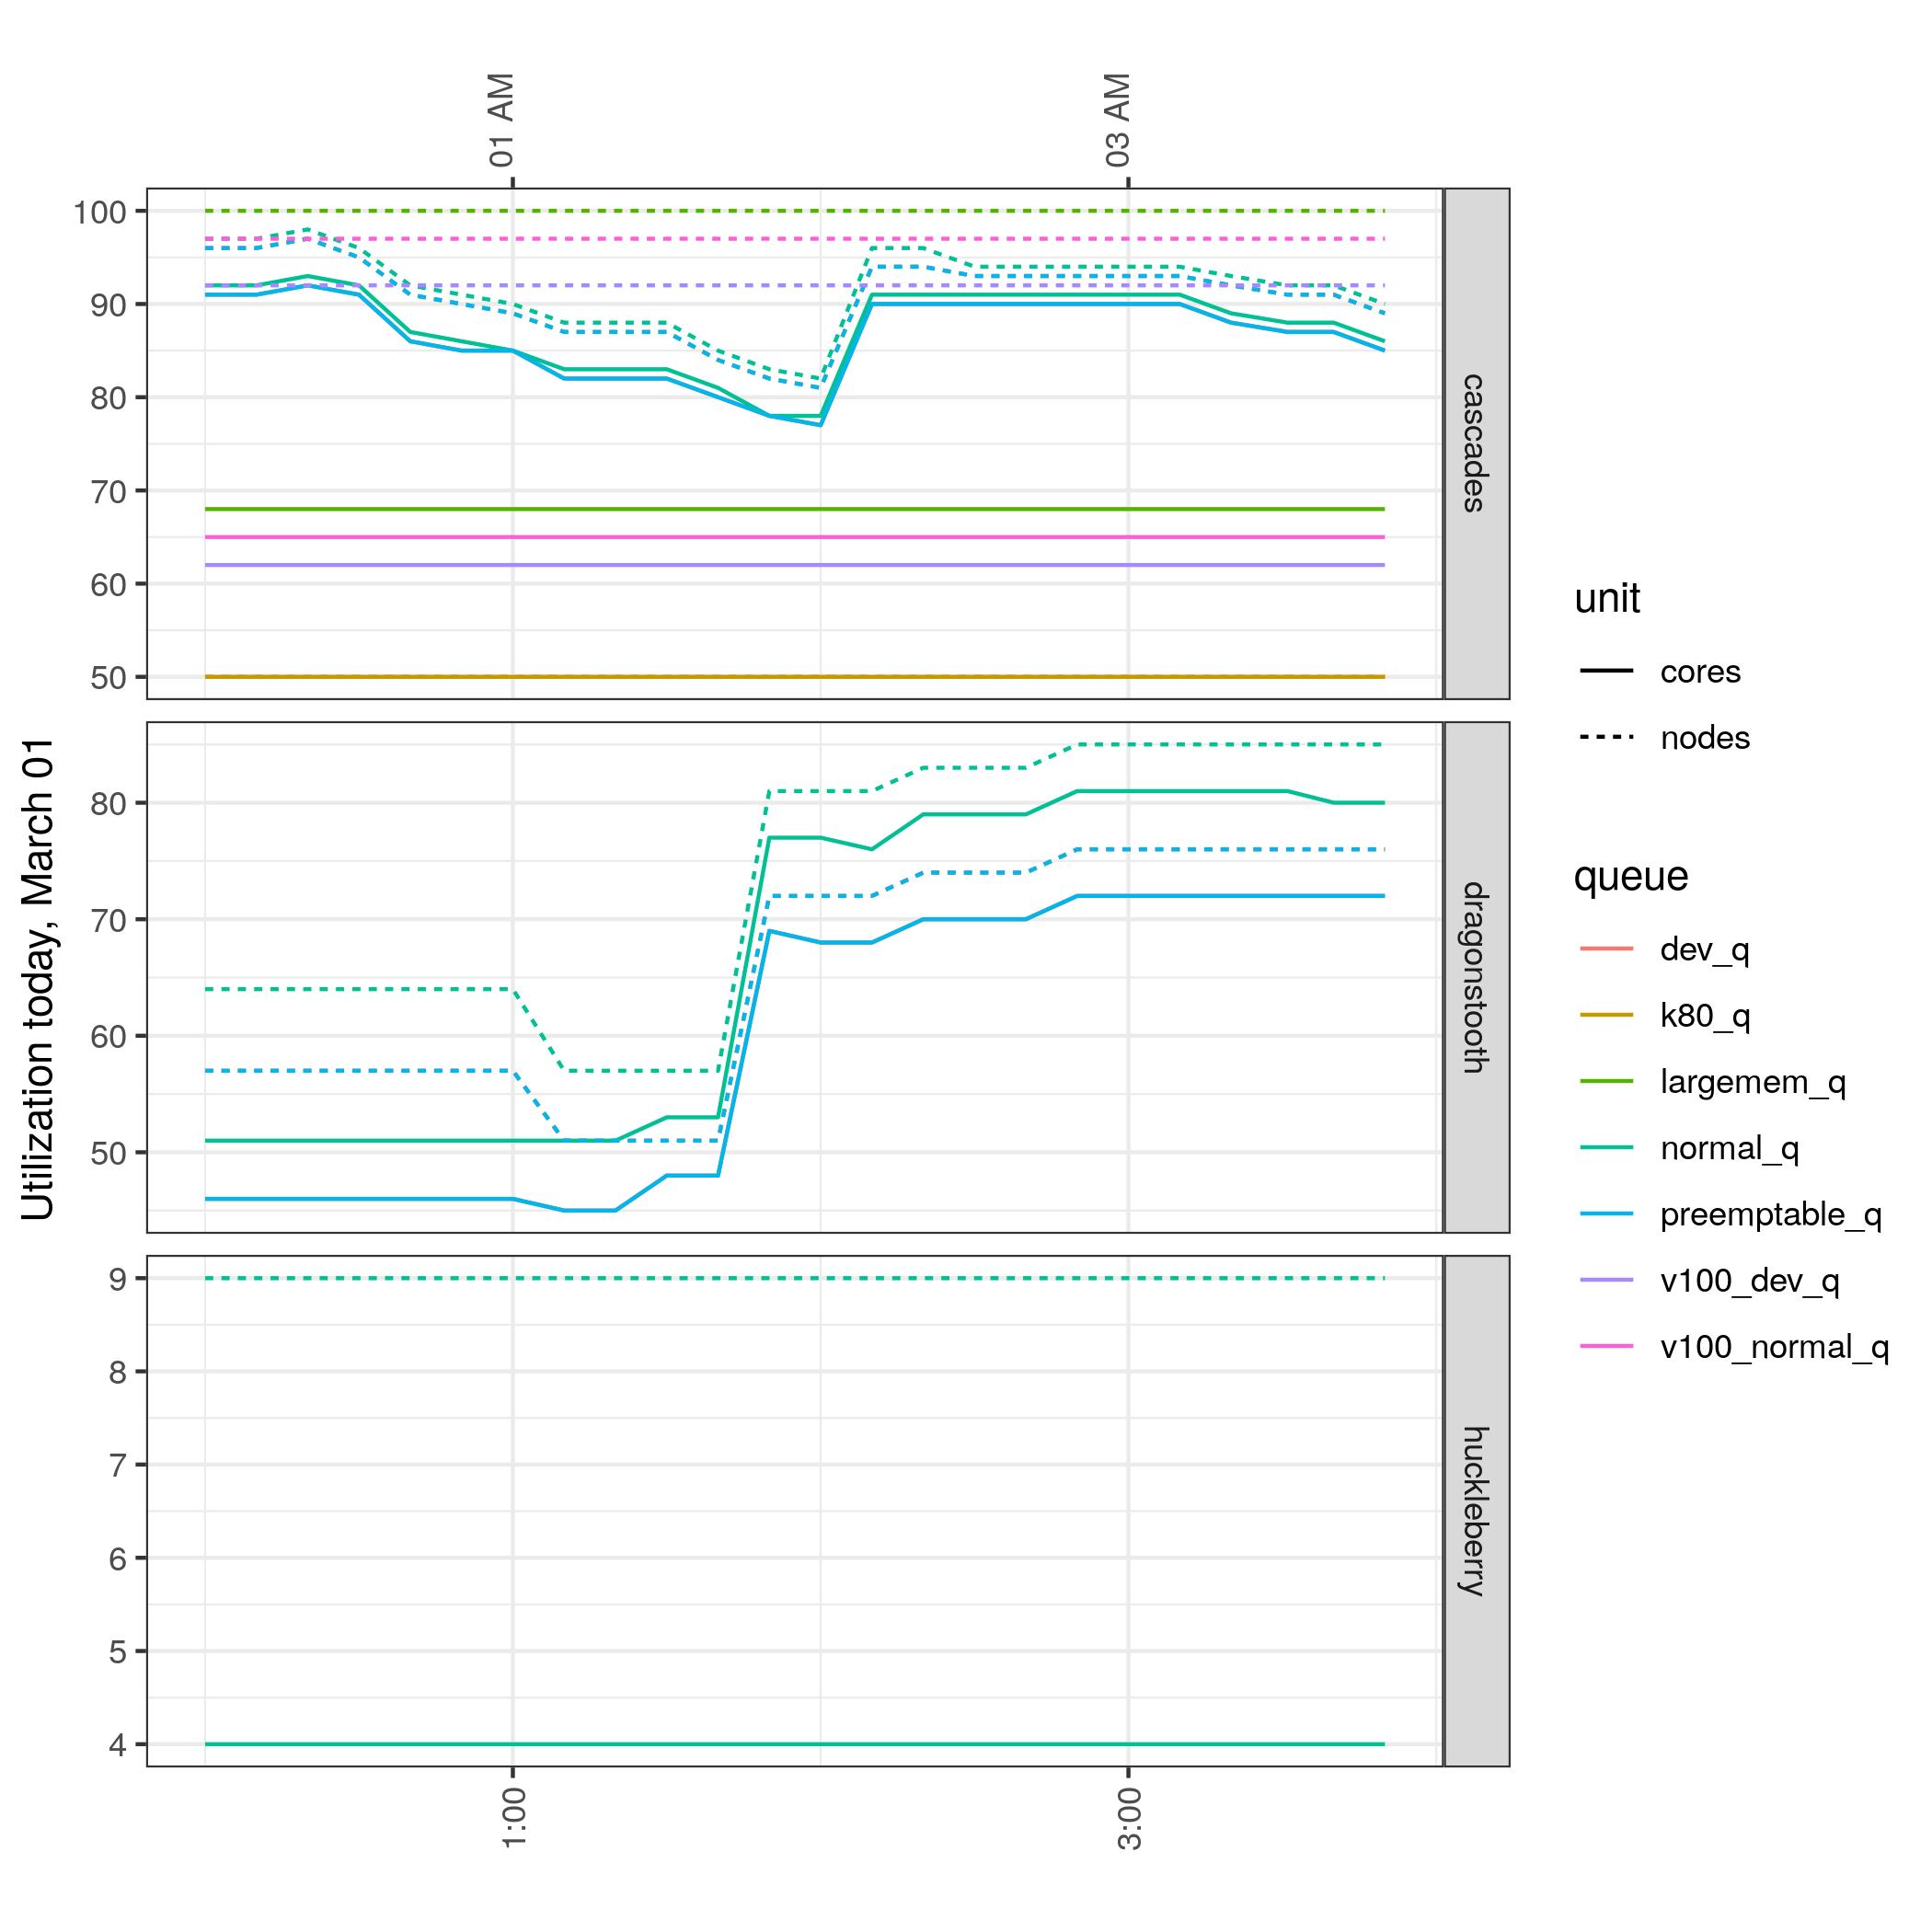 01 AM
03 AM
100
90
80
70
60
50
cascades
80
70
60
50
dragonstooth
9
8
7
6
5
4
huckleberry
1:00
3:00
Utilization today, March 01
unit
cores
nodes
queue
dev_q
k80_q
largemem_q
normal_q
preemptable_q
v100_dev_q
v100_normal_q